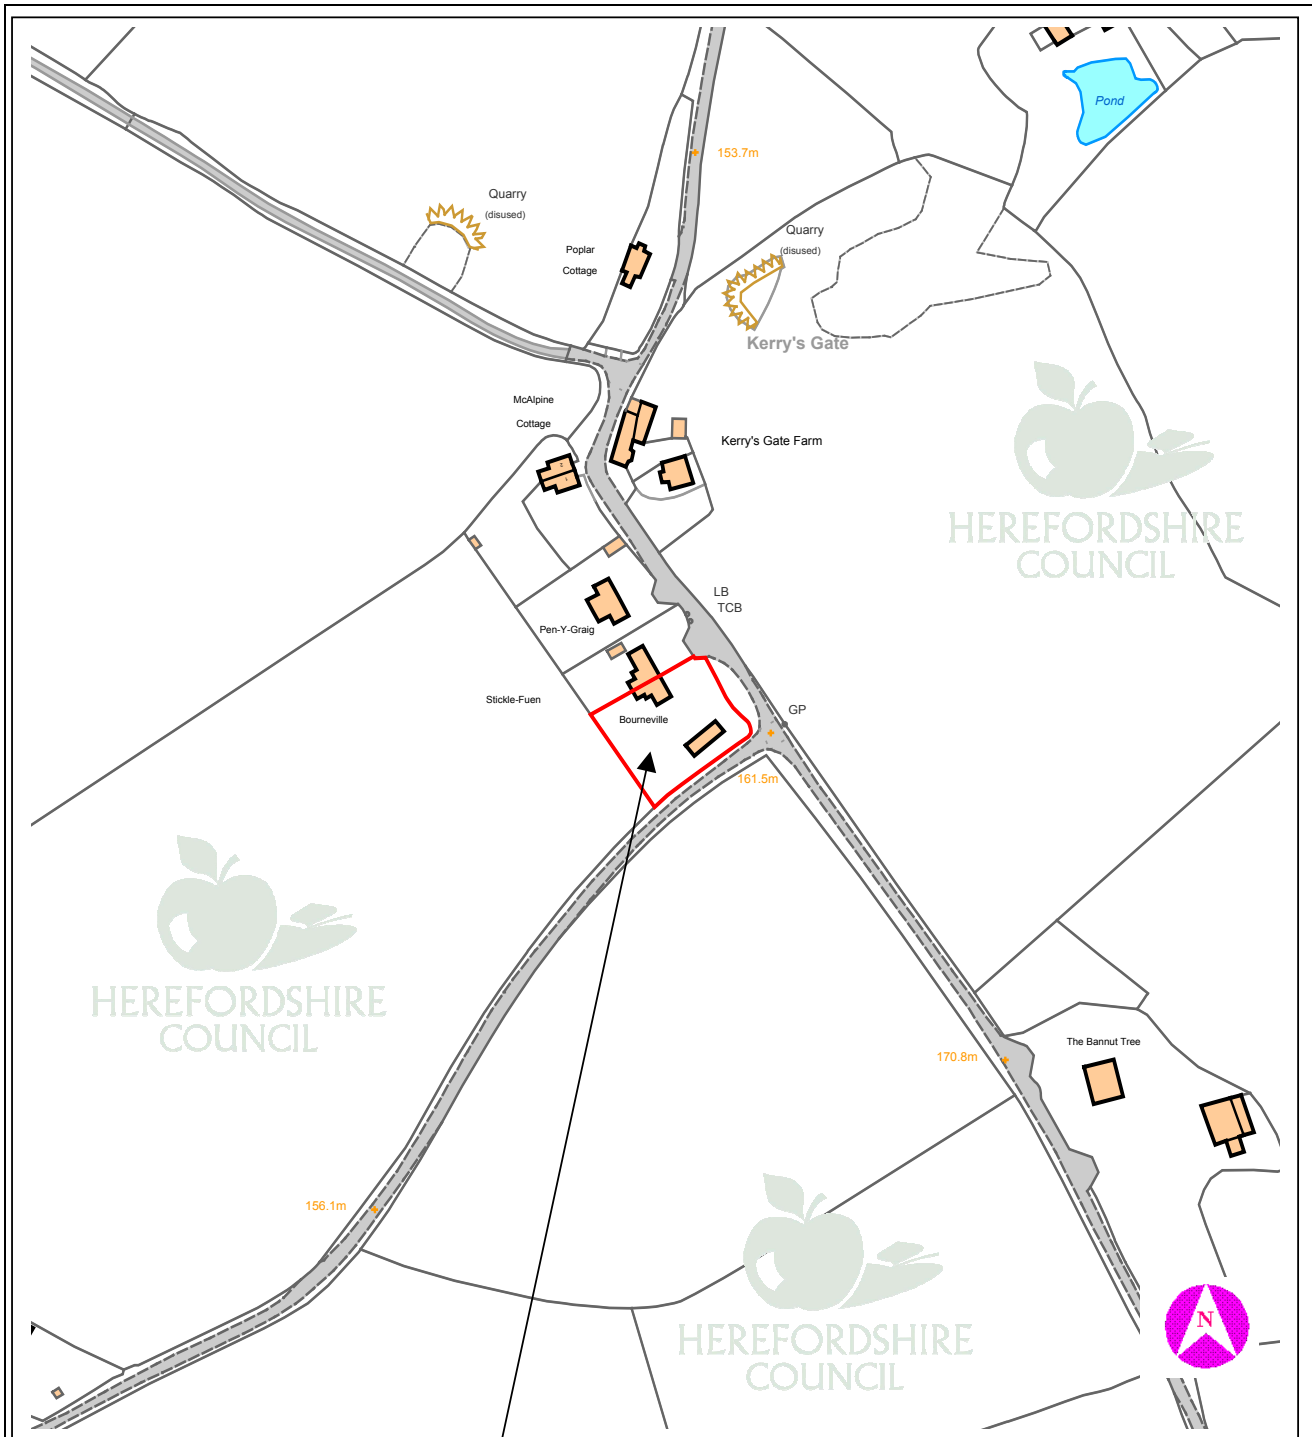 Pond
153.7m
Quarry
(disused)
Poplar
Cottage
Quarry
(disused)
Kerry's Gate
McAlpine
Cottage
Kerry's Gate Farm
HEREFORDSHIRE
COUNCIL
LB
TCB
Pen-Y-Graig
Stickle-Fuen
Bourneville
GP
161.5m
HEREFORDSHIRE
COUNCIL
The Bannut Tree
170.8m
156.1m
HEREFORDSHIRE
COUNCIL
N